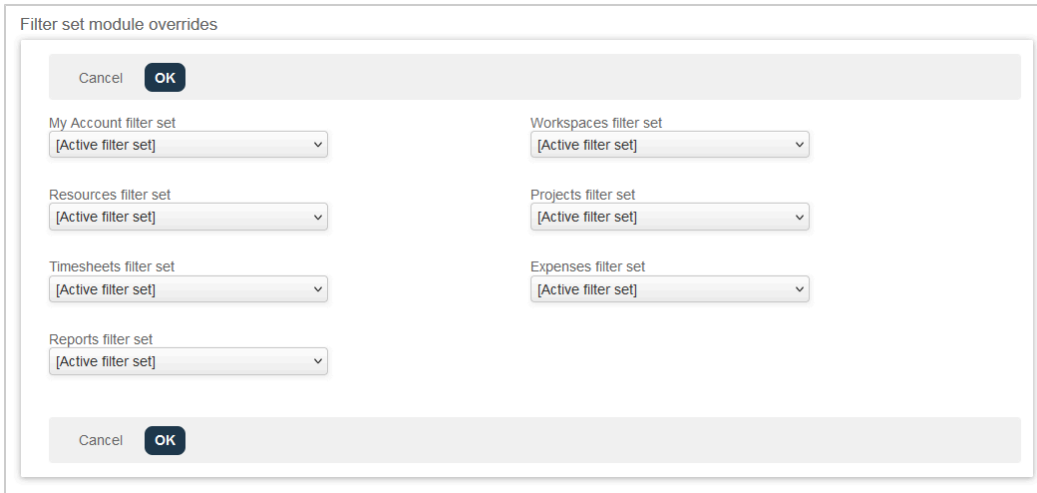 Filter set module overrides
Cancel OK
My Account filter set Workspaces filter set
[Active filter set] [Active filter set]
Resources filter set Projects filter set
[Active filter set] [Active filter set]
Timesheets filter set Expenses filter set
[Active filter set] [Active filter set]
Reports filter set
[Active filter set]
Cancel OK